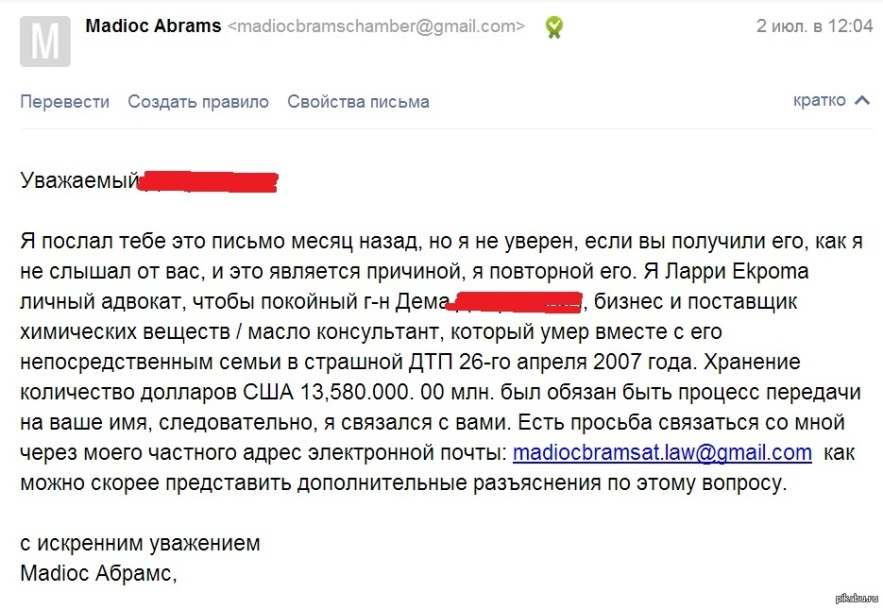 M
Madioc Abrams <madiocbramschamber@gmail.com>
2 июл. в 12:04
Перевести Создать правило Свойства письма
кратко
Уважаемый
Я послал тебе это письмо месяц назад, но я не уверен, если вы получили его, как я
не слышал от вас, и это является причиной, я повторной его. Я Ларри Ekpoma
личный адвокат, чтобы покойный г-н Дема , бизнес и поставщик
химических веществ / масло консультант, который умер вместе с его
непосредственным семьи в страшной ДТП 26-го апреля 2007 года. Хранение
количество долларов США 13,580.000. 00 млн. был обязан быть процесс передачи
на ваше имя, следовательно, я связался с вами. Есть просьба связаться со мной
через моего частного адрес электронной почты: madiocbramsat.law@gmail.com как
можно скорее представить дополнительные разъяснения по этому вопросу.
с искренним уважением
Мадioc Абрамс,
pikabu.ru